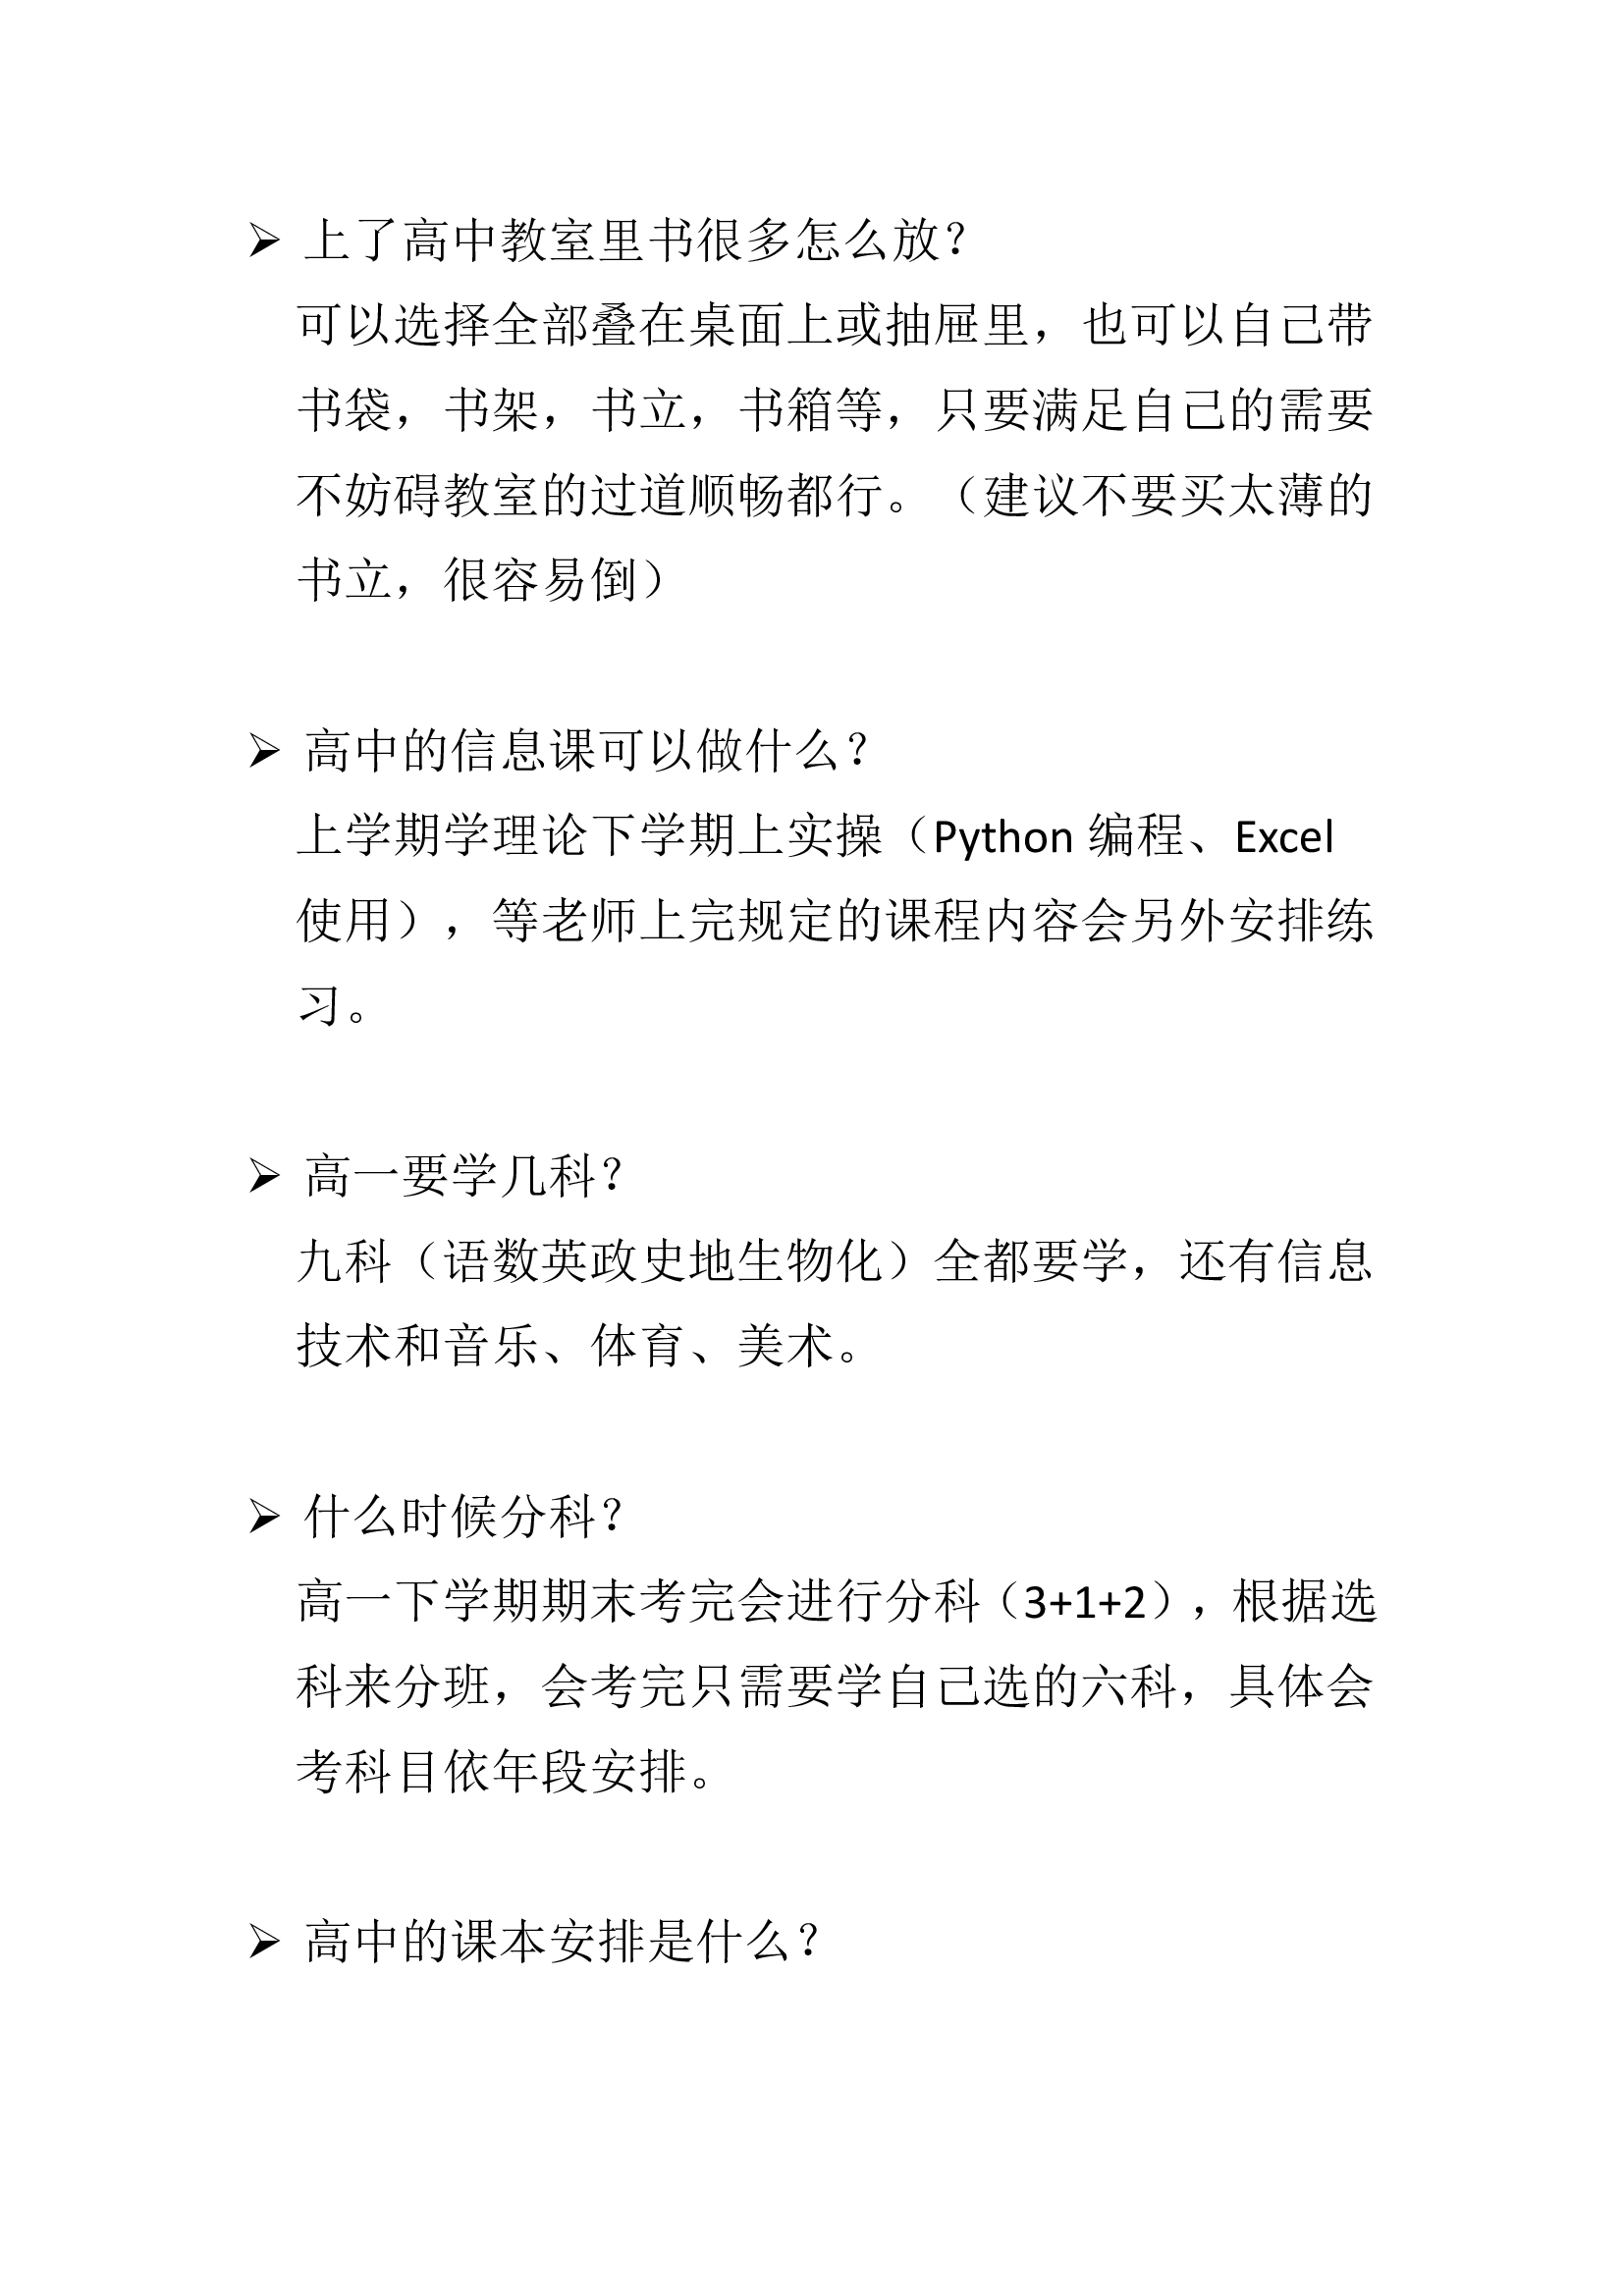 ➢ 上了高中教室里书很多怎么放？
可以选择全部叠在桌面上或抽屉里，也可以自己带
书袋，书架，书立，书箱等，只要满足自己的需要
不妨碍教室的过道顺畅都行。（建议不要买太薄的
书立，很容易倒）
➢ 高中的信息课可以做什么？
上学期学理论下学期上实操（Python 编程、Excel
使用），等老师上完规定的课程内容会另外安排练
习。
➢ 高一要学几科？
九科（语数英政史地生物化）全都要学，还有信息
技术和音乐、体育、美术。
➢ 什么时候分科？
高一下学期期末考完会进行分科（3+1+2），根据选
科来分班，会考完只需要学自己选的六科，具体会
考科目依年段安排。
➢ 高中的课本安排是什么？